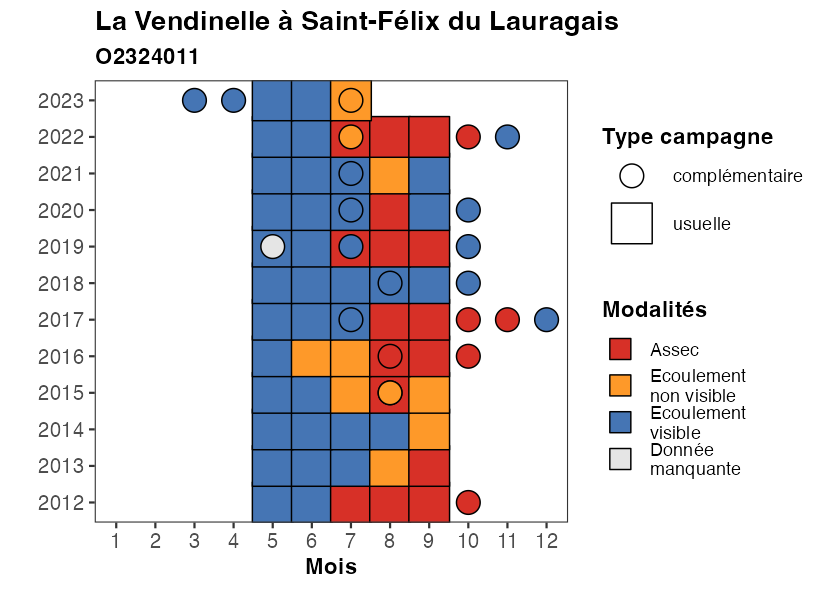 La Vendinelle à Saint-Félix du Lauragais
O2324011
2023
2022
2021
2020
2019
2018
2017
2016
2015
2014
2013
2012
1 2 3 4 5 6 7 8 9 10 11 12
Mois
Type campagne
complémentaire
usuelle
Modalités
Assec
Ecoulement
non visible
Ecoulement
visible
Donnée
manquante